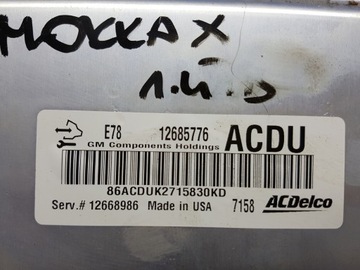 MOKKA X
1.4
E78 12685776 ACDU
GM Components Holdings
86ACDUK2715830KD
Serv.# 12668986 Made in USA 7158 ACDelco